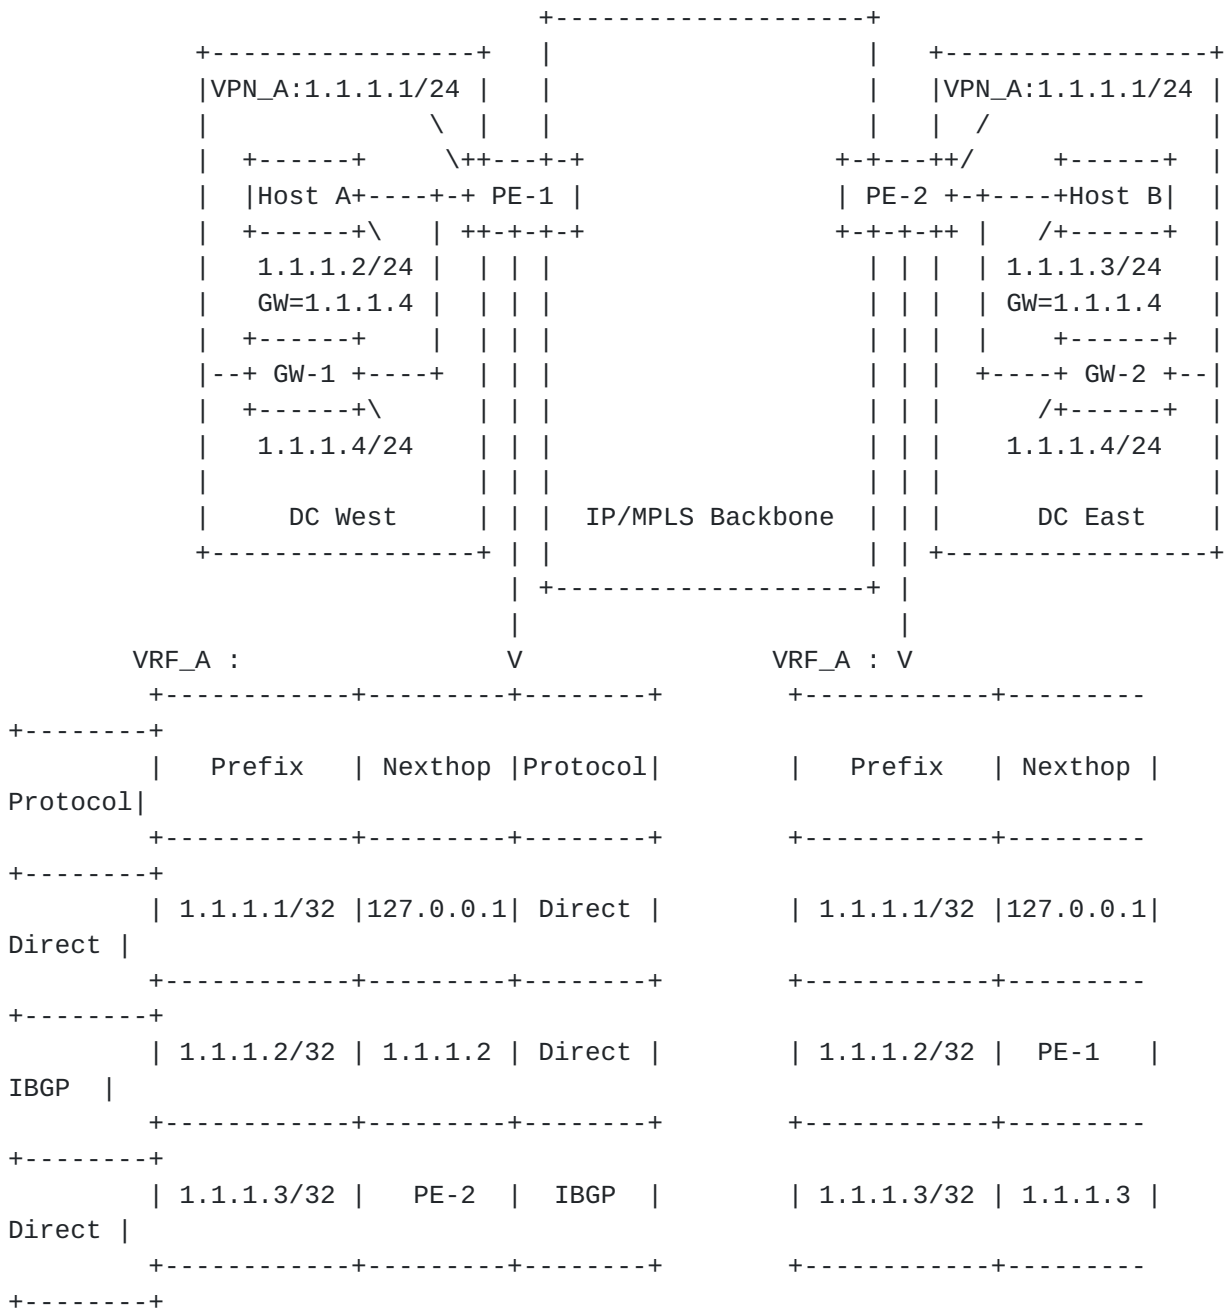 +--------------------+
            +-----------------+   |                    |   +-----------------+
            |VPN_A:1.1.1.1/24 |   |                    |   |VPN_A:1.1.1.1/24 |
            |              \  |   |                    |   |  /              |
            |  +------+     \++---+-+                +-+---++/     +------+  |
            |  |Host A+----+-+ PE-1 |                | PE-2 +-+----+Host B|  |
            |  +------+\   | ++-+-+-+                +-+-+-++ |   /+------+  |
            |   1.1.1.2/24 |  | | |                    | | |  | 1.1.1.3/24   |
            |   GW=1.1.1.4 |  | | |                    | | |  | GW=1.1.1.4   |
            |  +------+    |  | | |                    | | |  |    +------+  |
            |--+ GW-1 +----+  | | |                    | | |  +----+ GW-2 +--|
            |  +------+\      | | |                    | | |      /+------+  |
            |   1.1.1.4/24    | | |                    | | |    1.1.1.4/24   |
            |                 | | |                    | | |                 |
            |     DC West     | | |  IP/MPLS Backbone  | | |      DC East    |
            +-----------------+ | |                    | | +-----------------+
                                | +--------------------+ |
                                |                        |
        VRF_A :                 V                VRF_A : V
         +------------+---------+--------+        +------------+---------
+--------+
         |   Prefix   | Nexthop |Protocol|        |   Prefix   | Nexthop |
Protocol|
         +------------+---------+--------+        +------------+---------
+--------+
         | 1.1.1.1/32 |127.0.0.1| Direct |        | 1.1.1.1/32 |127.0.0.1|
Direct |
         +------------+---------+--------+        +------------+---------
+--------+
         | 1.1.1.2/32 | 1.1.1.2 | Direct |        | 1.1.1.2/32 |  PE-1   |
IBGP  |
         +------------+---------+--------+        +------------+---------
+--------+
         | 1.1.1.3/32 |   PE-2  |  IBGP  |        | 1.1.1.3/32 | 1.1.1.3 |
Direct |
         +------------+---------+--------+        +------------+---------
+--------+